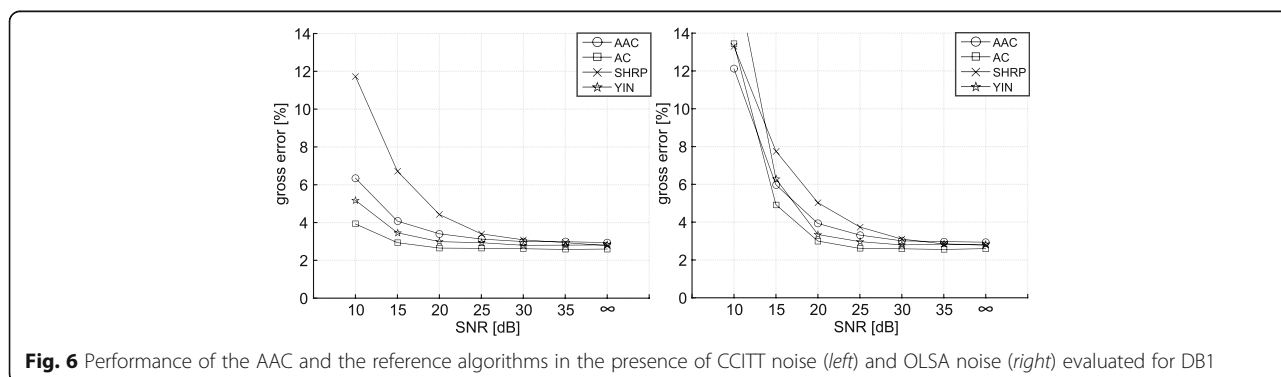 14
12
10
8
6
4
2
0
gross error [%]
10 15 20 25 30 35 ∞
SNR [dB]
AAC
AC
SHRP
YIN
14
12
10
8
6
4
2
0
gross error [%]
10 15 20 25 30 35 ∞
SNR [dB]
AAC
AC
SHRP
YIN
Fig. 6 Performance of the AAC and the reference algorithms in the presence of CCITT noise (left) and OLSA noise (right) evaluated for DB1